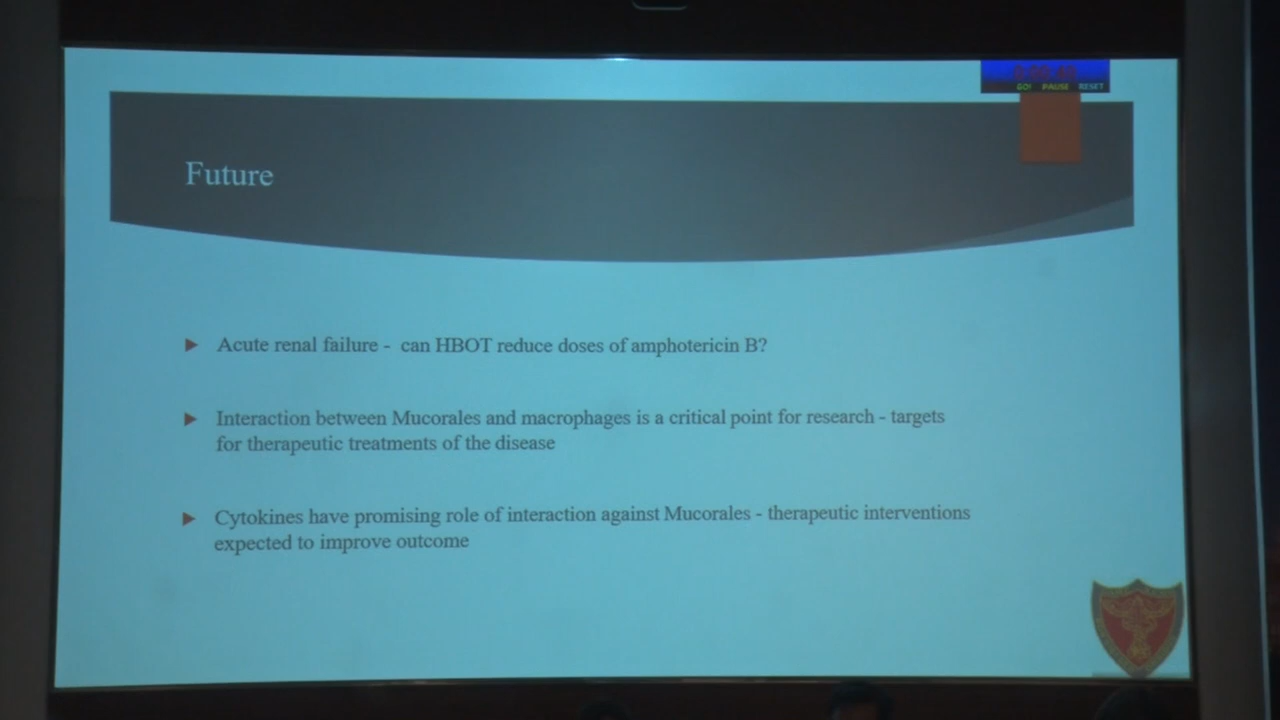 GO! PAUSE RESET
Future
Acute renal failure - can HBOT reduce doses of amphotericin B?
Interaction between Mucorales and macrophages is a critical point for research - targets
for therapeutic treatments of the disease
Cytokines have promising role of interaction against Mucorales - therapeutic interventions
expected to improve outcome